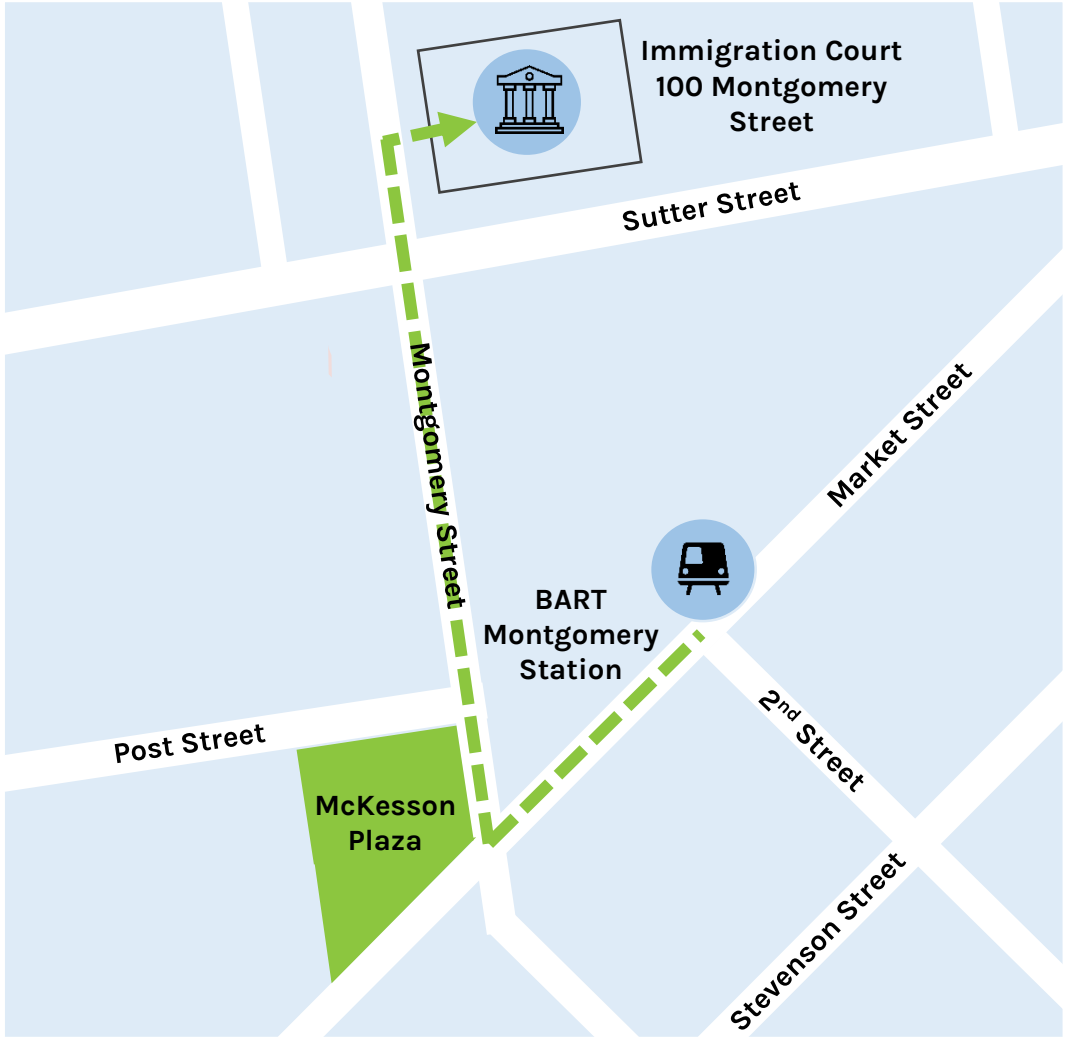 Immigration Court
100 Montgomery
Street
Sutter Street
Montgomery Street
Market Street
BART
Montgomery
Station
2nd Street
Post Street
McKesson
Plaza
Stevenson Street